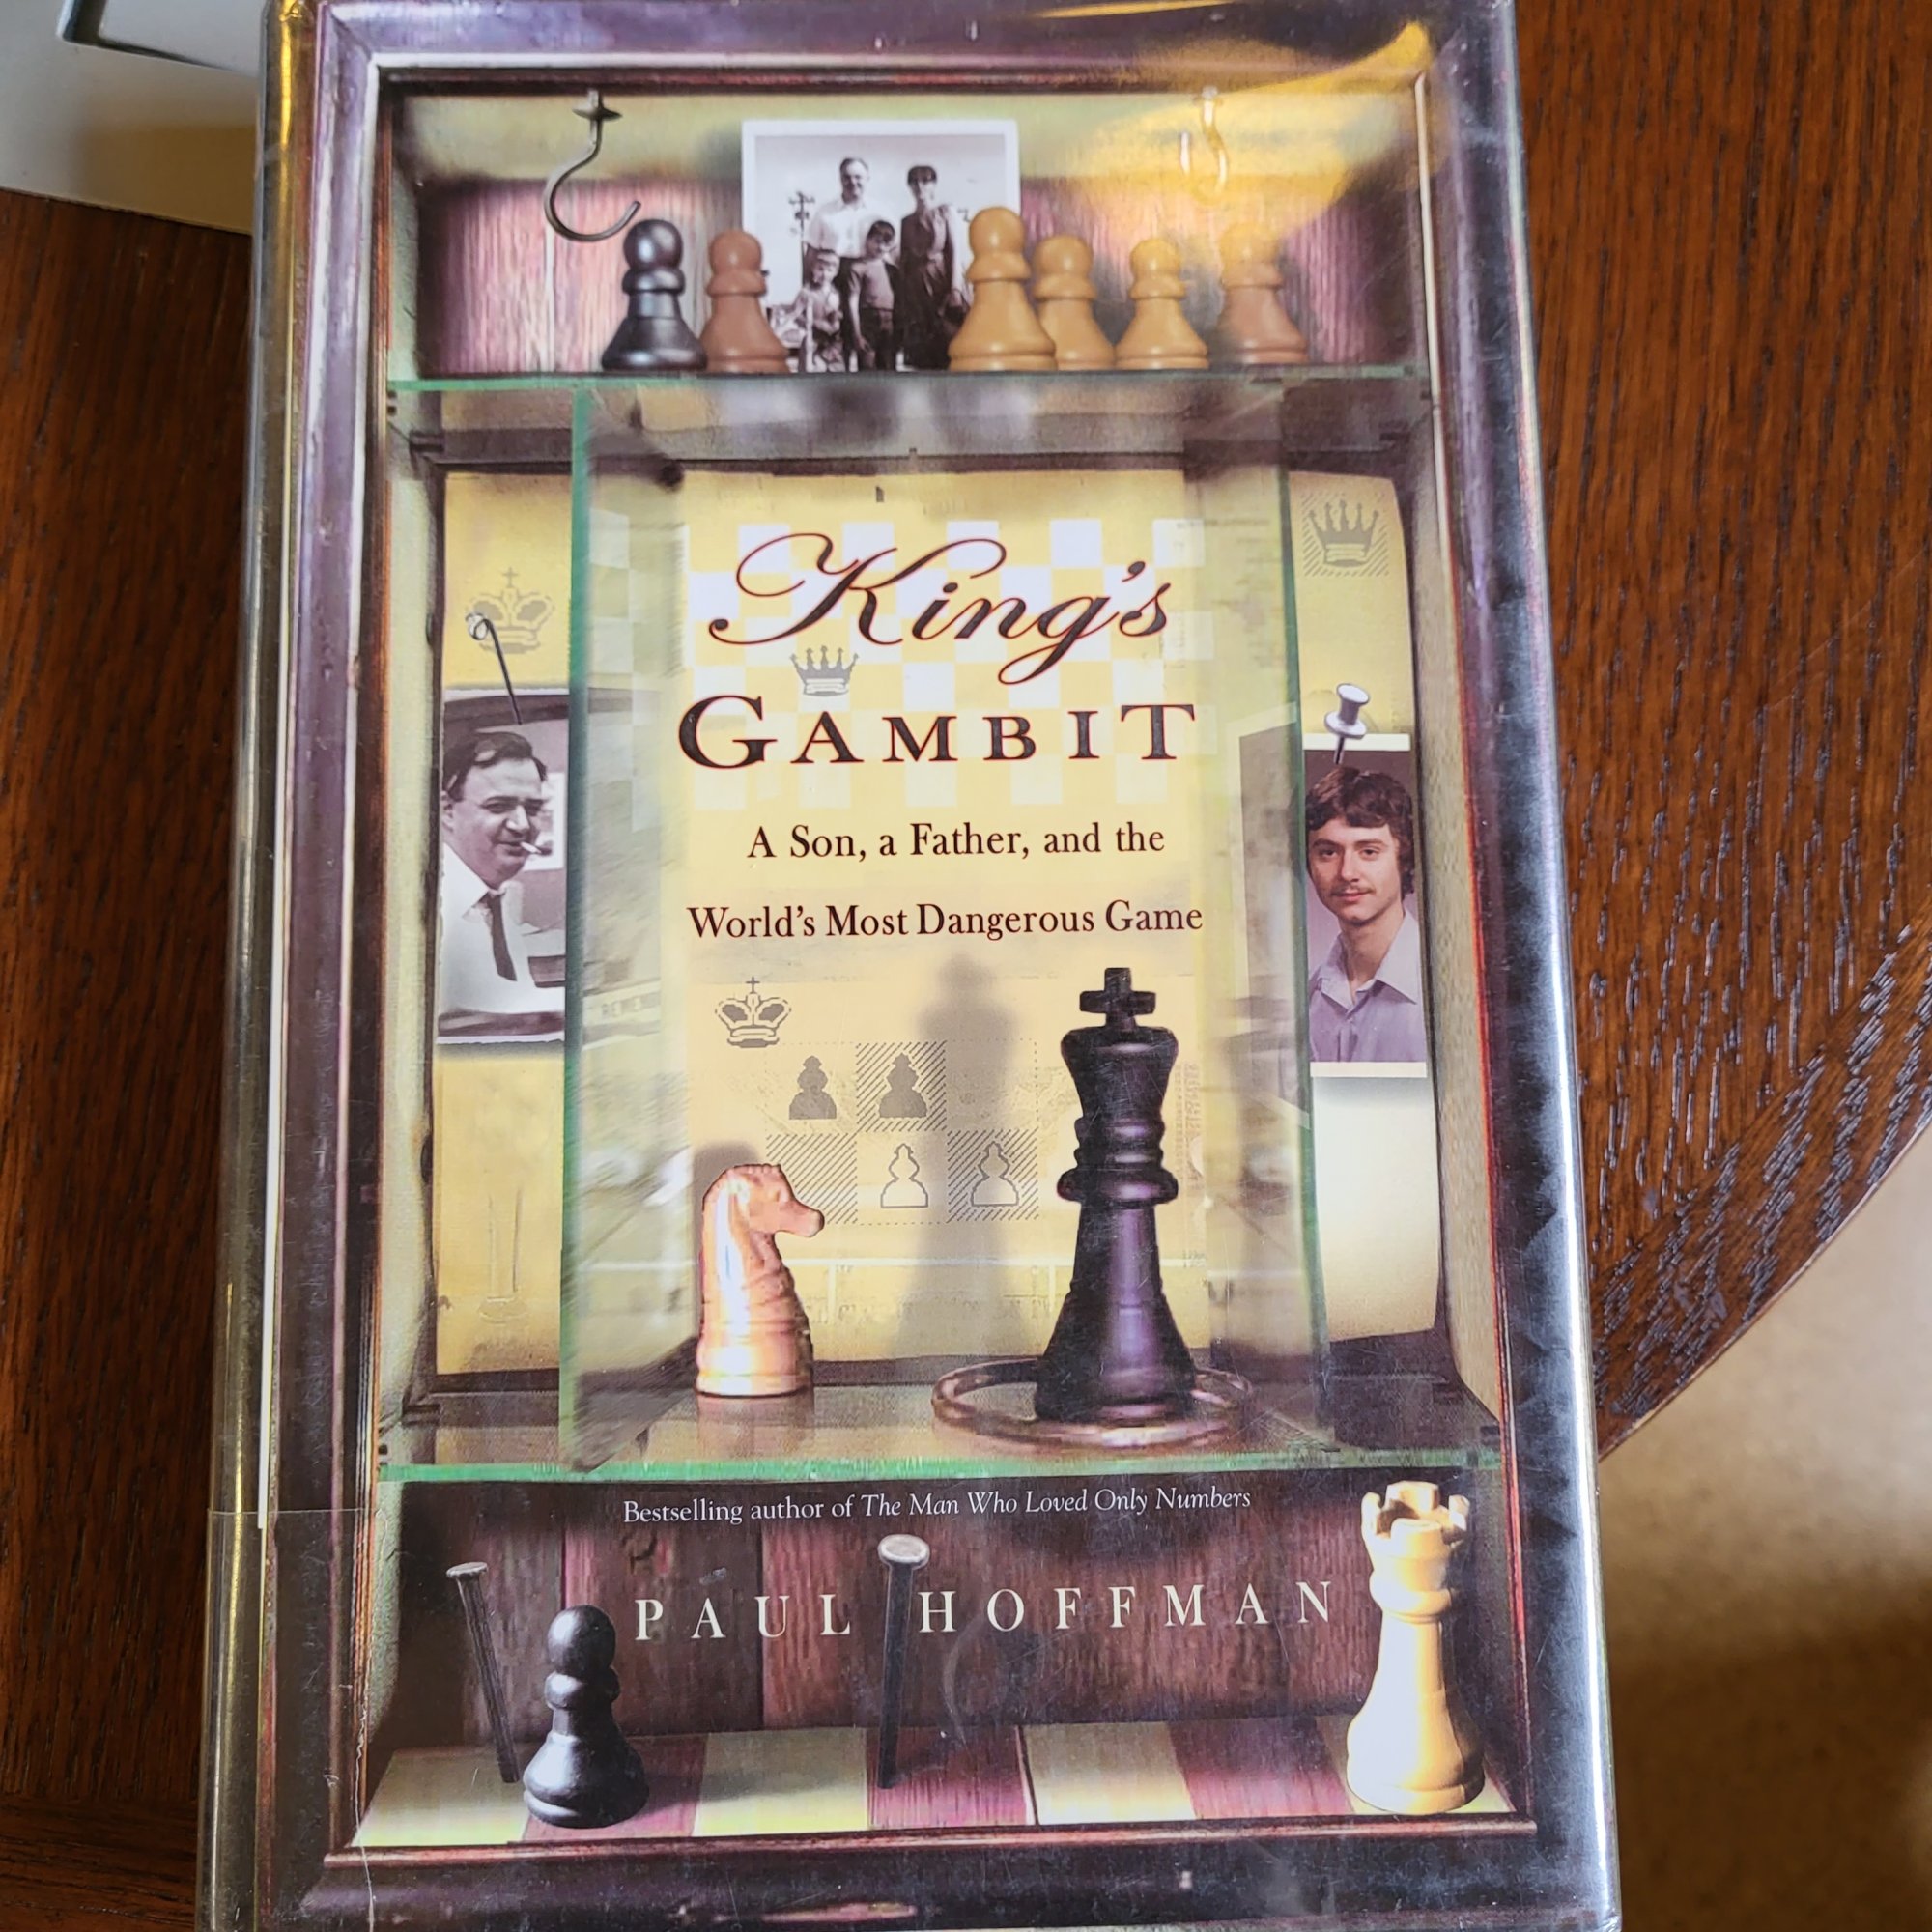 King's
GAMBIT
A Son, a Father, and the
World's Most Dangerous Game
Bestselling author of The Man Who Loved Only Numbers
PAUL HOFFMAN